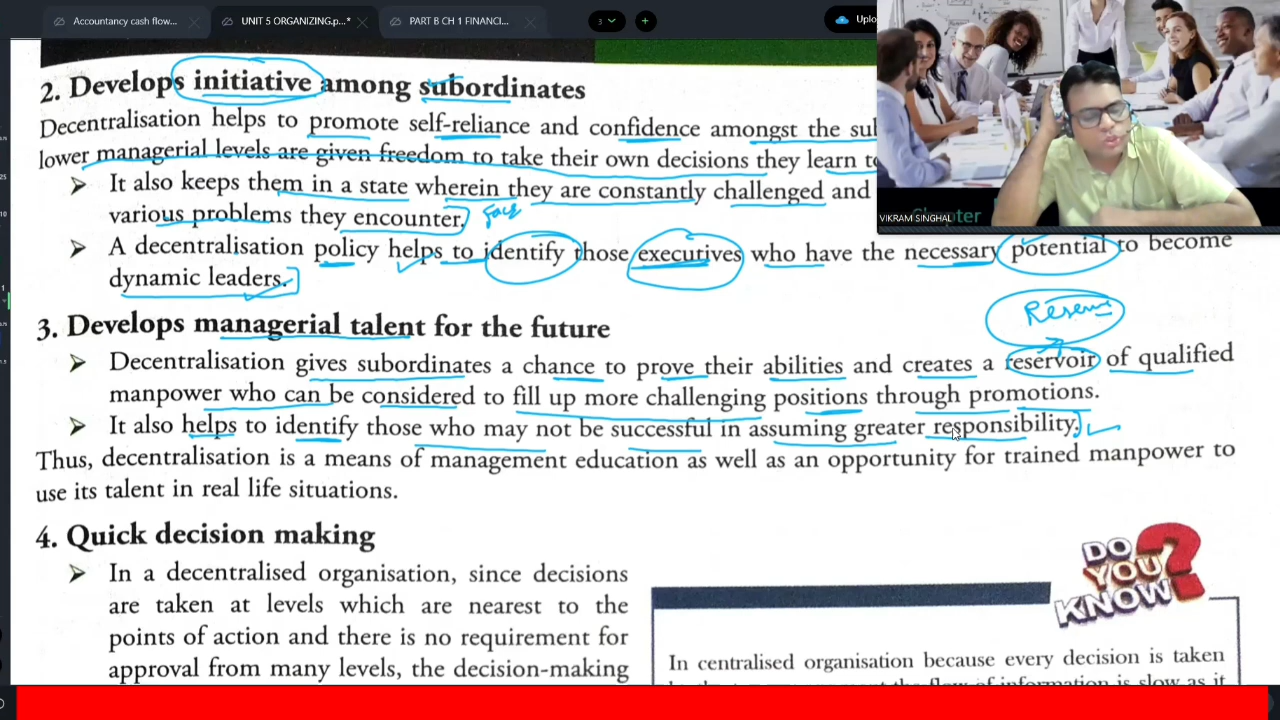 Accountancy cash flow...
UNIT 5 ORGANIZING.p...*
PART B CH 1 FINANCI...
3
Uplo
2. Develops initiative among subordinates
Decentralisation helps to promote self-reliance and confidence amongst the
lower managerial levels are given freedom to take their own decisions they learn
➤ It also keeps them in a state wherein they are constantly challenged and
various problems they encounter.
VIKRAM SINGHAL
➤ A decentralisation policy helps to identify those executives who have the necessary potential to become
dynamic leaders.
Reserve
3. Develops managerial talent for the future
➤ Decentralisation gives subordinates a chance to prove their abilities and creates a reservoir of qualified
manpower who can be considered to fill up more challenging positions through promotions.
➤ It also helps to identify those who may not be successful in assuming greater responsibility.
Thus, decentralisation is a means of management education as well as an opportunity for trained manpower to
use its talent in real life situations.
4. Quick decision making
➤ In a decentralised organisation, since decisions
are taken at levels which are nearest to the
points of action and there is no requirement for
approval from many levels, the decision-making
DO
YOU
KNOW
?
In centralised organisation because every decision is taken
of information is slow as it